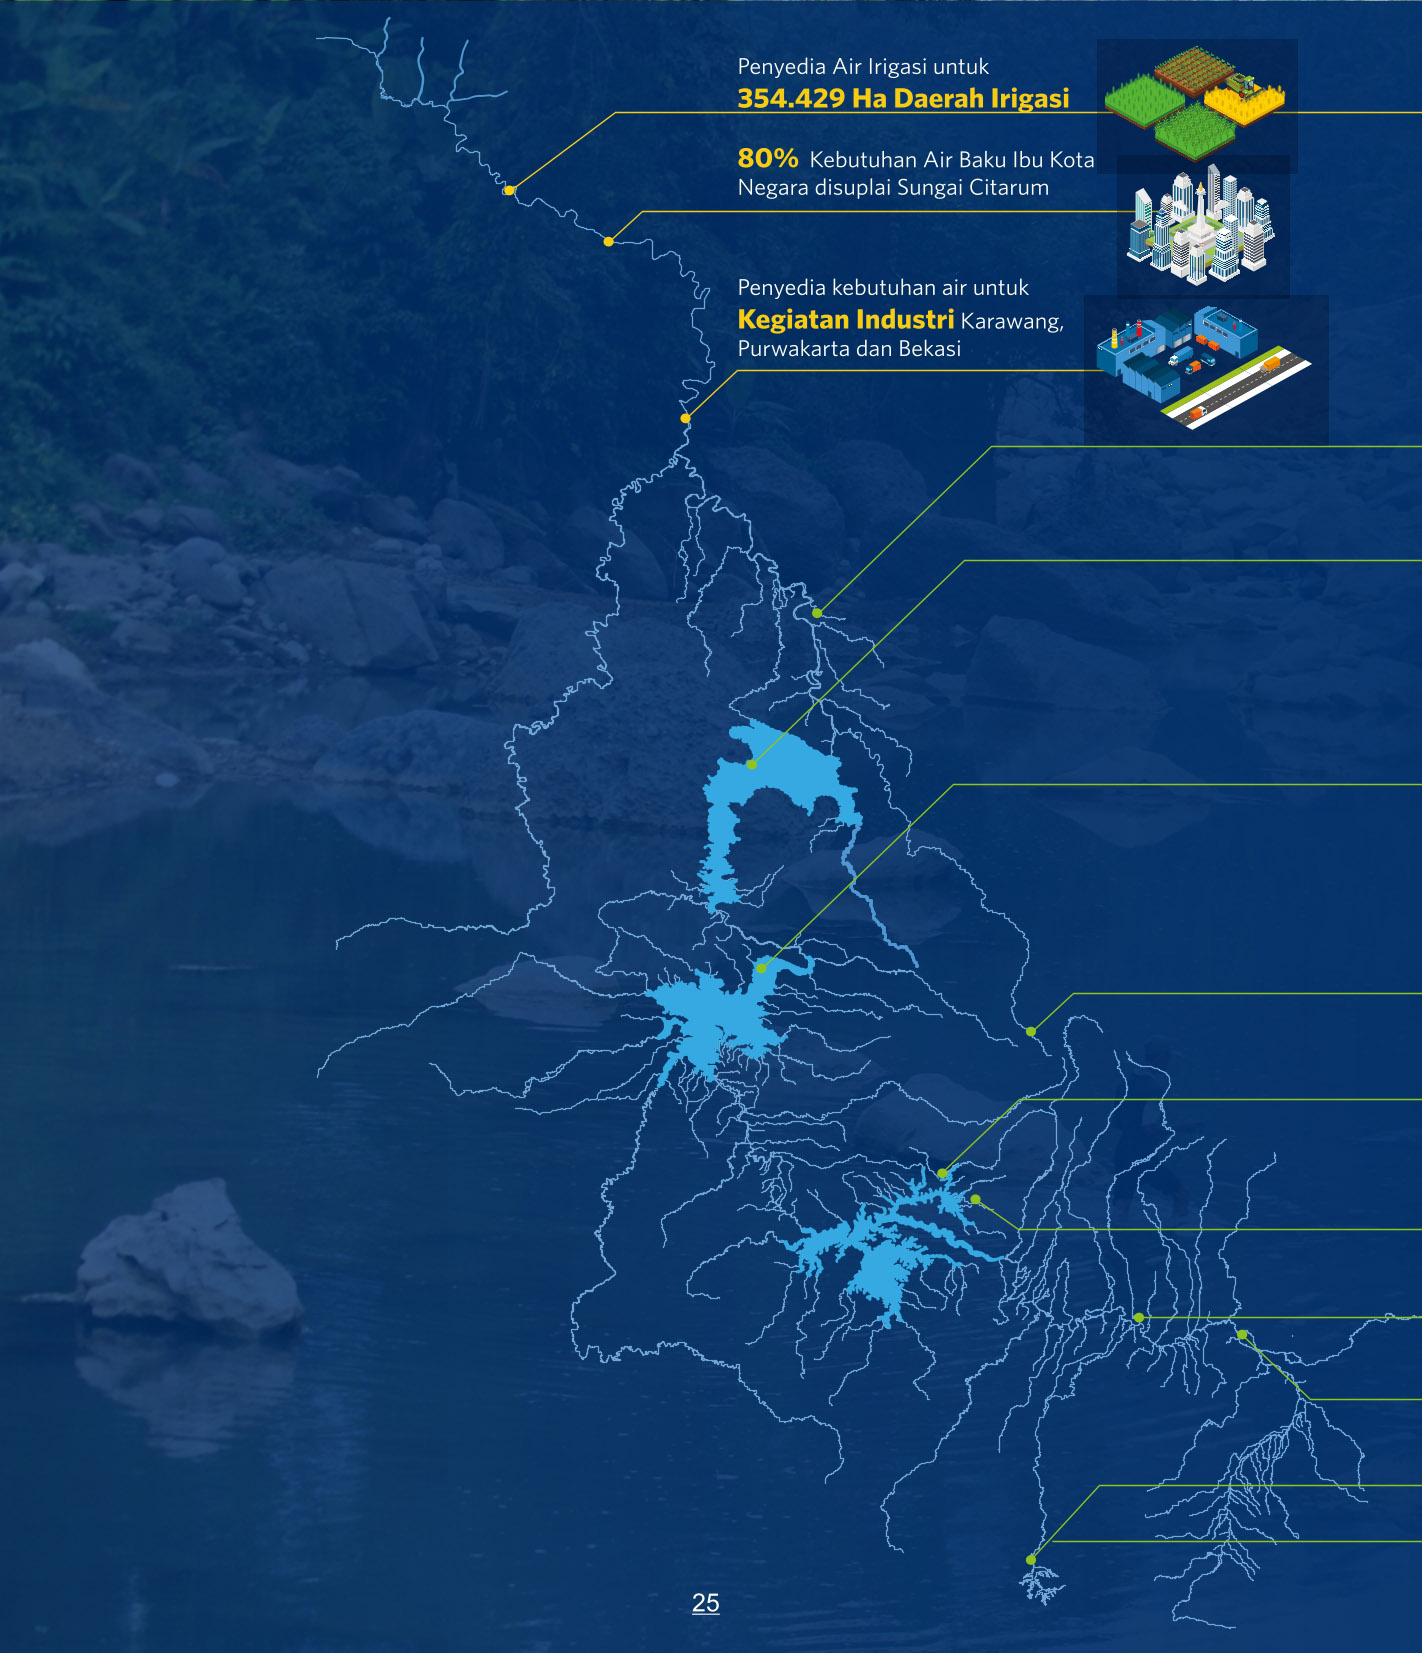 Penyedia Air Irigasi untuk
354.429 Ha Daerah Irigasi
80% Kebutuhan Air Baku Ibu Kota
Negara disuplai Sungai Citarum
Penyedia kebutuhan air untuk
Kegiatan Industri Karawang,
Purwakarta dan Bekasi
25